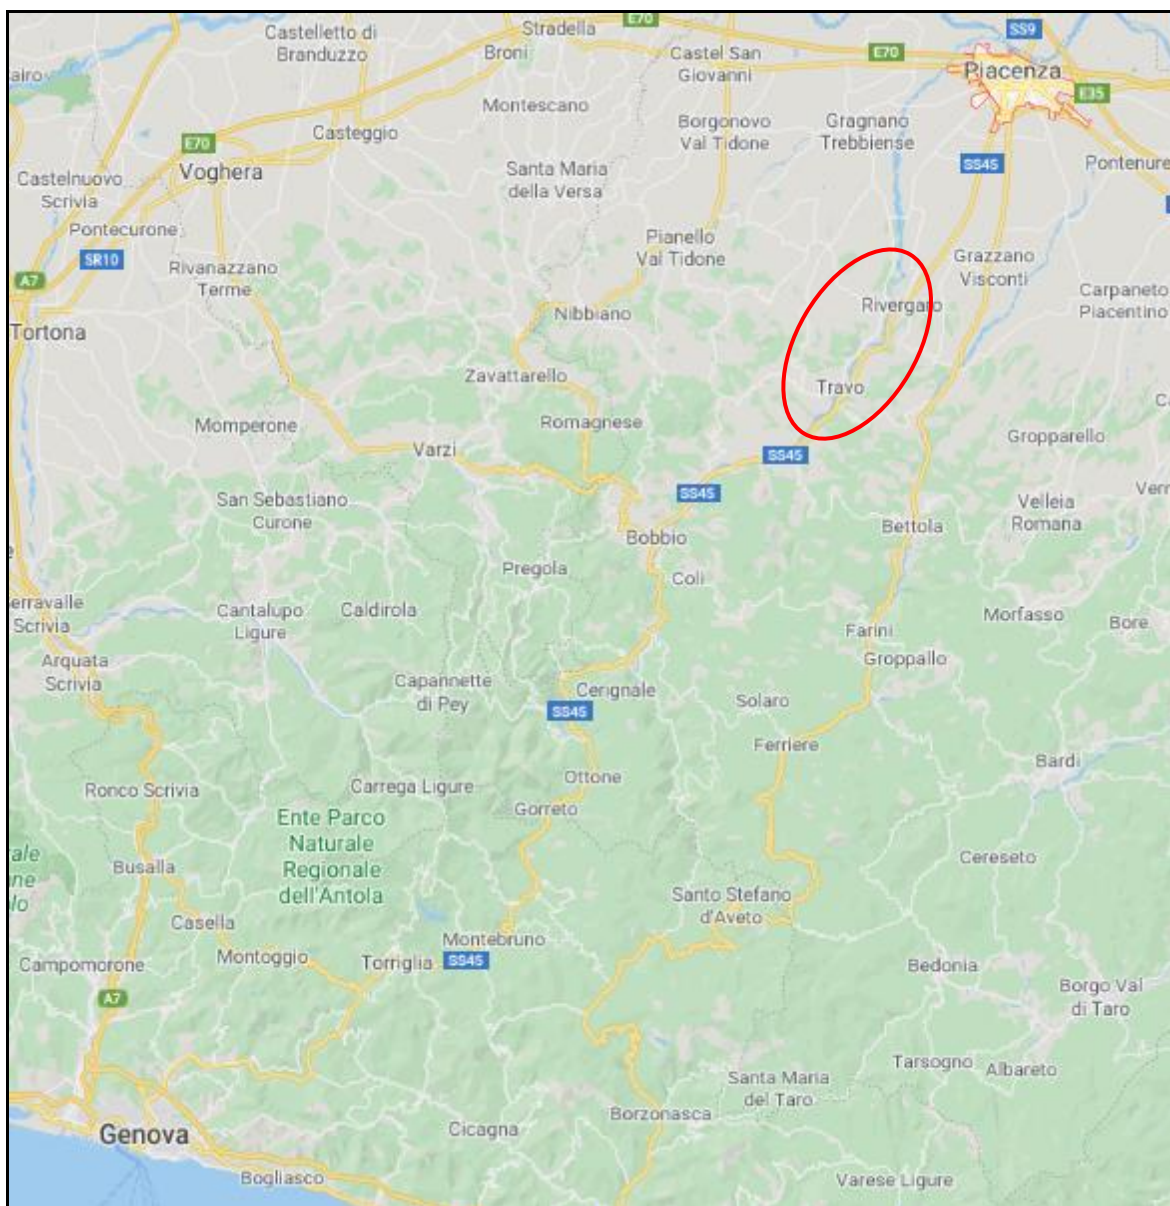 E70
SS9
Castelletto di
Branduzzo
Stradella
Broni
E70
Castel San
Giovanni
Piacenza
E35
Montescano
Casteggio
Borgonovo
Val Tidone
Gragnano
Trebbiense
E70
Voghera
SS45
Pontenure
Castelnuovo
Scrivia
Santa Maria
della Versa
Pontecurone
SR10
A7
Rivanazzano
Terme
Pianello
Val Tidone
Grazzano
Visconti
Carpaneto
Piacentino
Rivergaro
Nibbiano
Tortona
Zavattarello
Travo
Romagnese
Momperone
Varzi
SS45
Gropparello
SS45
San Sebastiano
Curone
Velleia
Romana
Bobbio
Bettola
Pregola
Coli
Cantalupo
Ligure
Caldirola
Morfasso
Bore
Farini
Groppallo
Arquata
Scrivia
Capannette
di Pey
Cerignale
SS45
Solaro
Ferriere
Bardi
Ottone
Ronco Scrivia
Carrega Ligure
Gorreto
Ente Parco
Naturale
Regionale
dell'Antola
Busalla
Cereseto
Santo Stefano
d'Aveto
Casella
Montebruno
Montoggio
Torriglia
SS45
Campomorone
A7
Bedonia
Borgo Val
di Taro
Tarsogno
Albareto
Santa Maria
del Taro
Borzonasca
Genova
Cicagna
Bogliasco
Varese Ligure